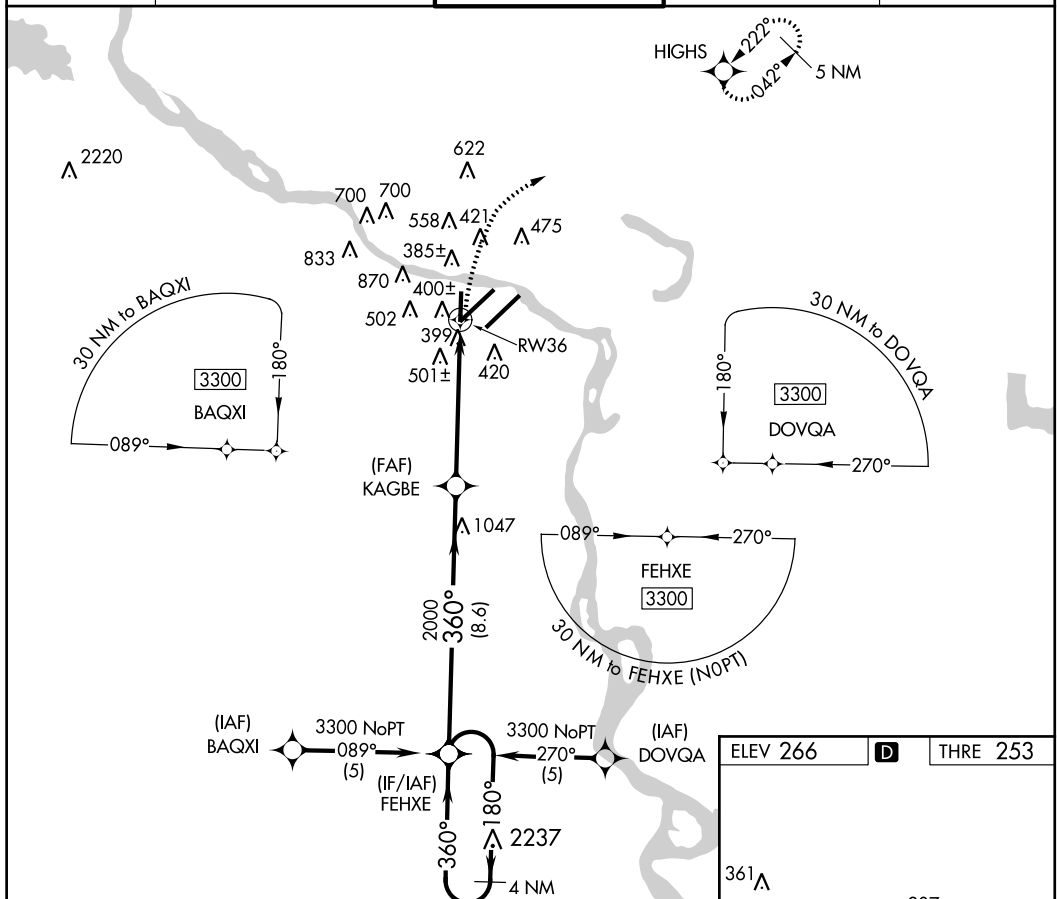 HIGHS
222°
042°
5 NM
2220
622
700
700
558
421
475
833
385±
870
400±
502
399
RW36
501±
420
30 NM to BAQXI
180°
3300
BAQXI
089°
30 NM to DOVQA
180°
3300
DOVQA
270°
(FAF)
KAGBE
1047
089°
270°
FEHXE
3300
30 NM to FEHXE (N0PT)
2000
360°
(8.6)
(IAF)
BAQXI
3300 NoPT
089°
(5)
3300 NoPT
270°
(5)
(IAF)
DOVQA
(IF/IAF)
FEHXE
360°
180°
2237
4 NM
ELEV 266
D
THRE 253
361